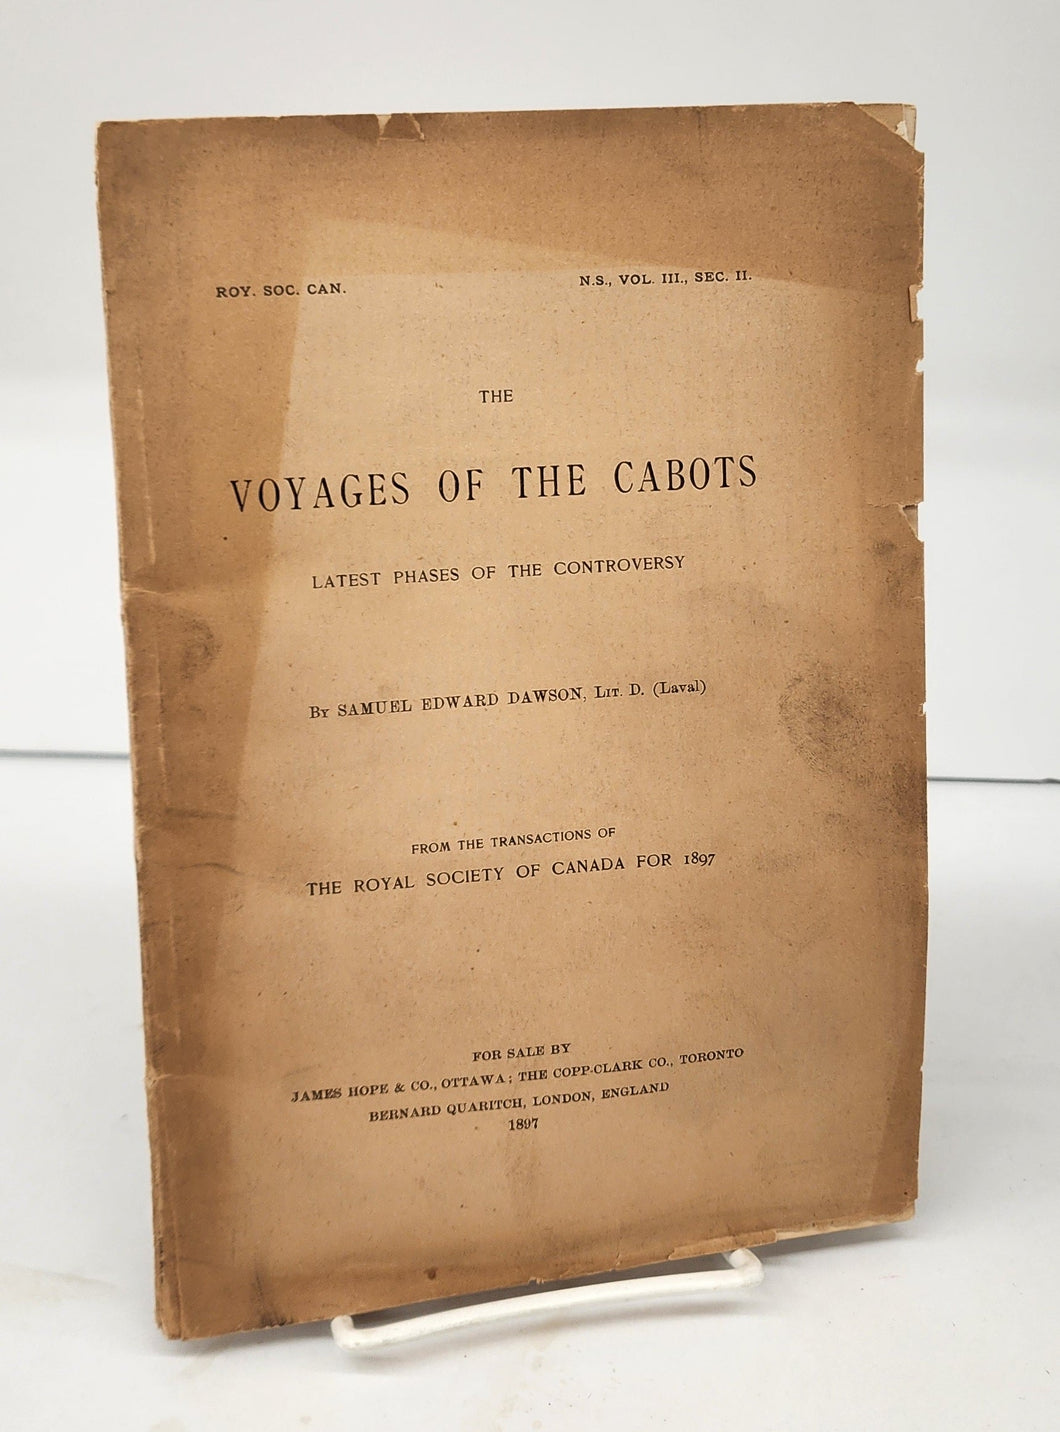 ROY. SOC. CAN. N.S., VOL. III., SEC. II.
THE
VOYAGES OF THE CABOTS
LATEST PHASES OF THE CONTROVERSY
By SAMUEL EDWARD DAWSON, Lit. D. (Laval)
FROM THE TRANSACTIONS OF
THE ROYAL SOCIETY OF CANADA FOR 1897
FOR SALE BY
JAMES HOPE & CO., OTTAWA; THE COPP-CLARK CO., TORONTO
BERNARD QUARITCH, LONDON, ENGLAND
1897